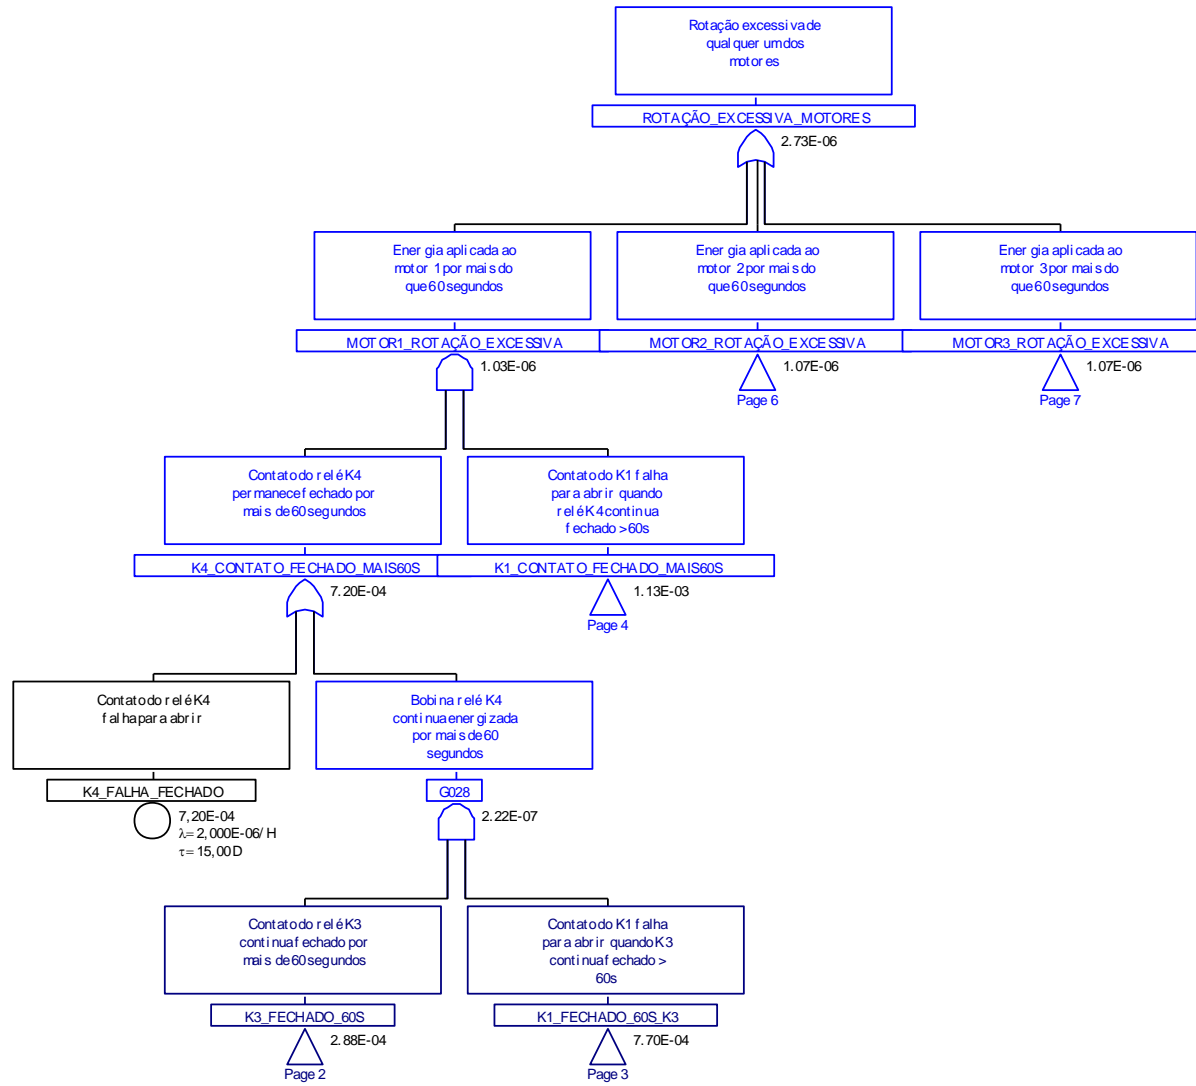 Rotação excessiva de
qualquer um dos
motores
ROTAÇÃO_EXCESSIVA_MOTORES
2.73E-06
Energia aplicada ao
motor 1 por mais do
que 60 segundos
MOTOR1_ROTAÇÃO_EXCESSIVA
1.03E-06
Energia aplicada ao
motor 2 por mais do
que 60 segundos
MOTOR2_ROTAÇÃO_EXCESSIVA
1.07E-06
Page 6
Energia aplicada ao
motor 3 por mais do
que 60 segundos
MOTOR3_ROTAÇÃO_EXCESSIVA
1.07E-06
Page 7
Contato do relé K4
permanece fechado por
mais de 60 segundos
K4_CONTATO_FECHADO_MAIS60S
7.20E-04
Contato do K1 falha
para abrir quando
relé K4 continua
fechado >60s
K1_CONTATO_FECHADO_MAIS60S
1.13E-03
Page 4
Contato do relé K4
falha para abrir
K4_FALHA_FECHADO
7,20E-04
λ=2,000E-06/H
τ=15,00D
Bobina relé K4
continua energizada
por mais de 60
segundos
G028
2.22E-07
Contato do relé K3
continua fechado por
mais de 60 segundos
K3_FECHADO_60S
2.88E-04
Page 2
Contato do K1 falha
para abrir quando K3
continua fechado >
60s
K1_FECHADO_60S_K3
7.70E-04
Page 3